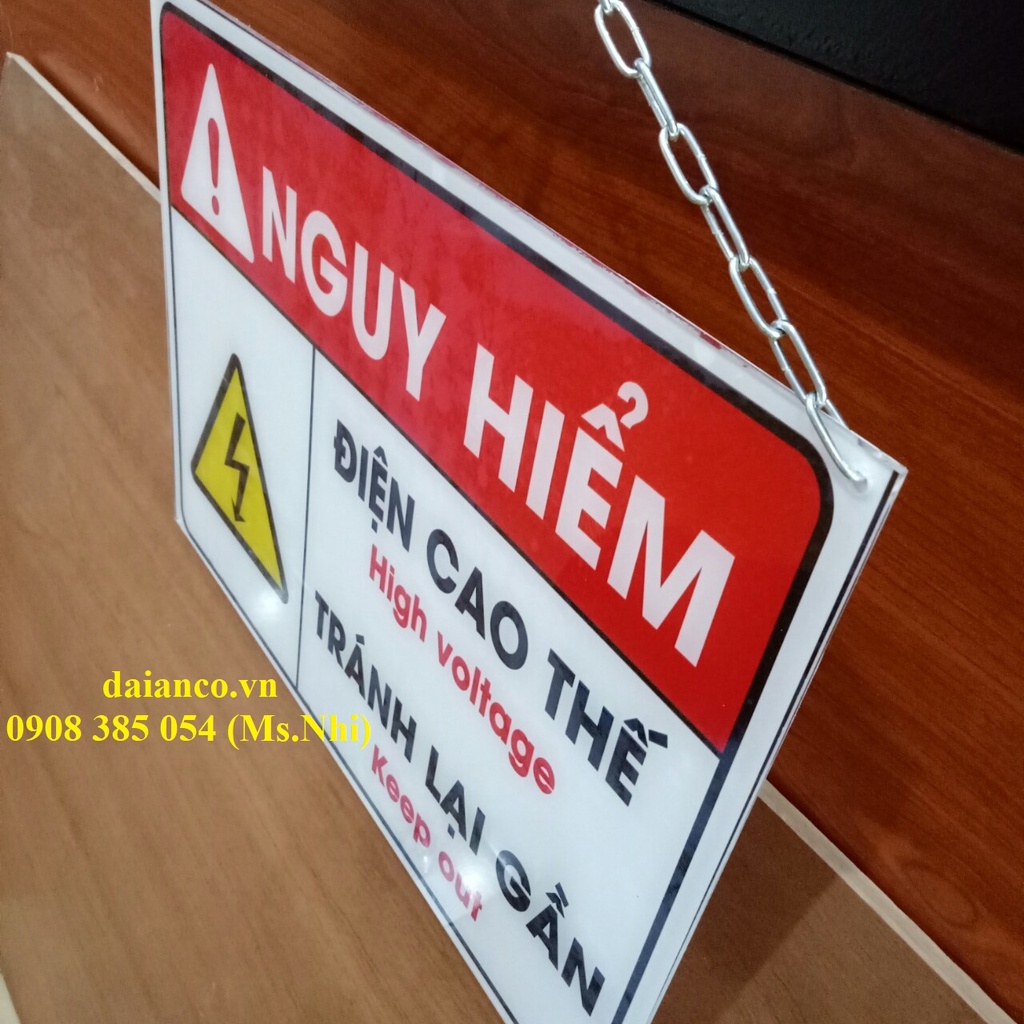 NGUY HIỂM
ĐIỆN CAO THẾ
High voltage
TRÁNH LẠI GẦN
Keep out
daianco.vn
0908 385 054 (Ms.Nhi)